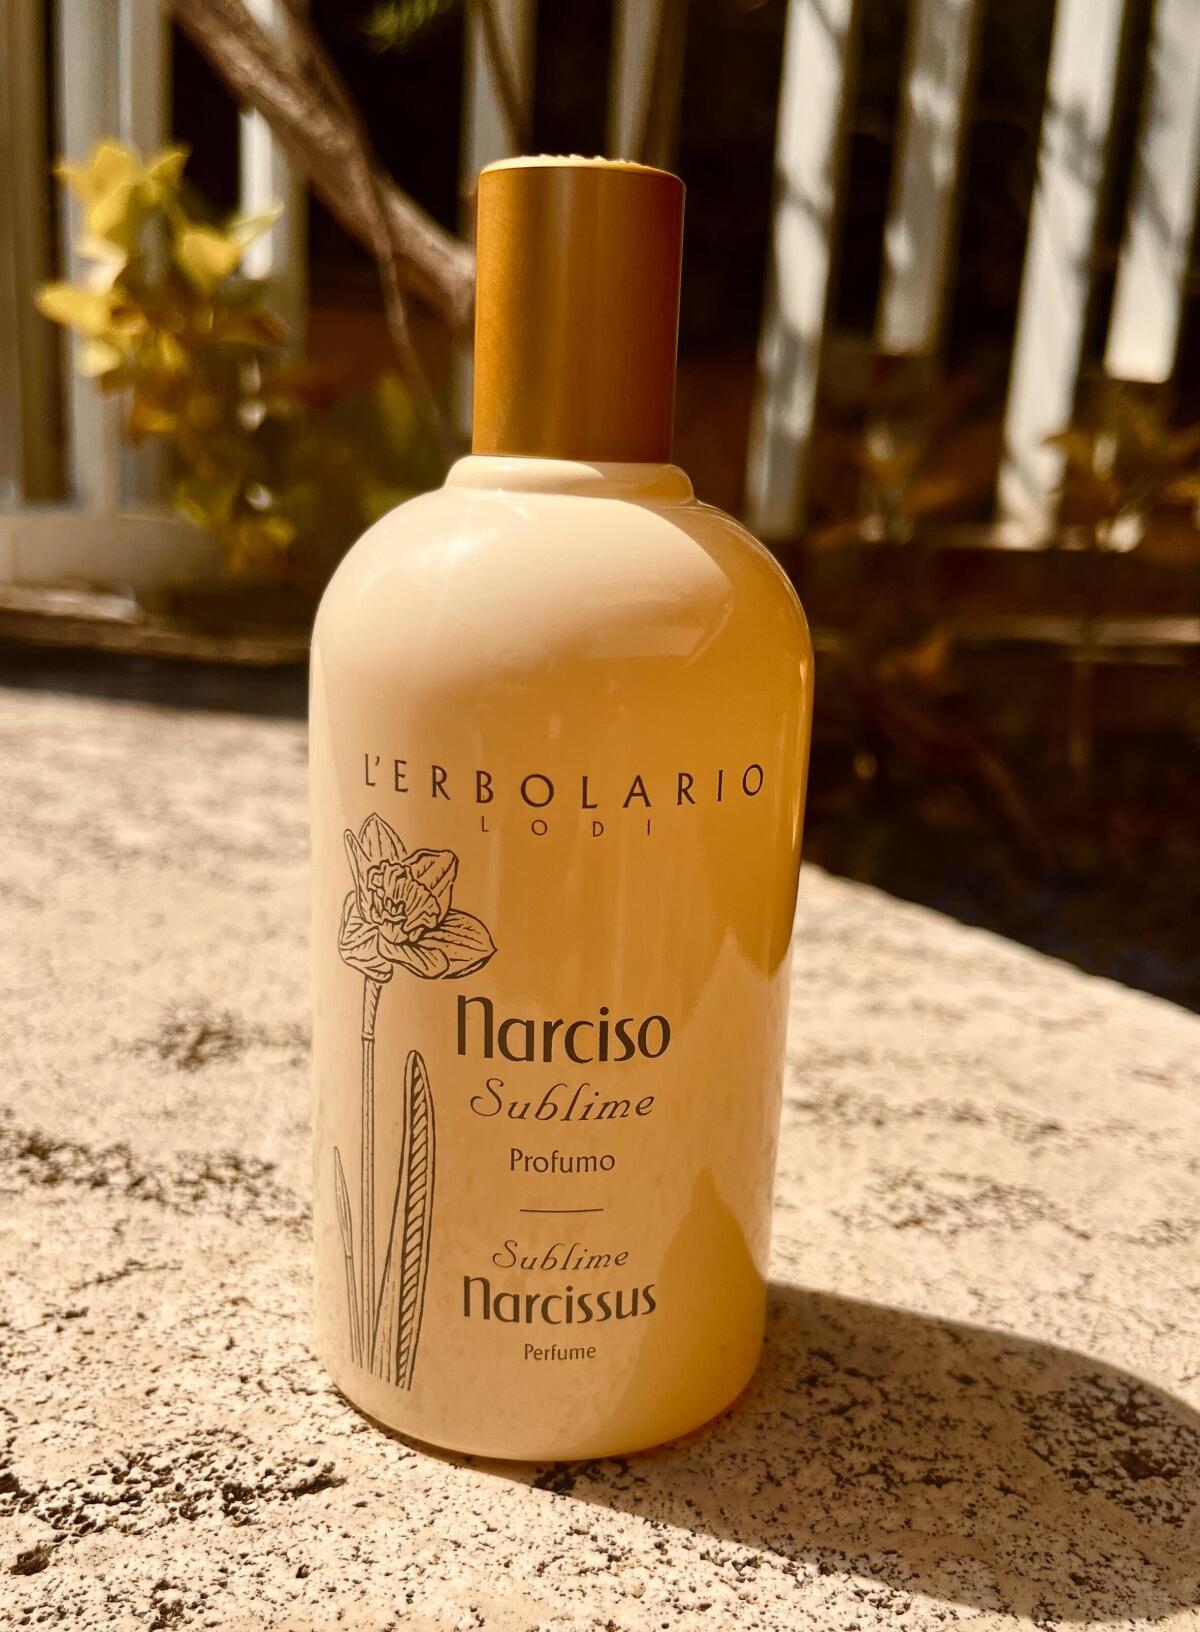 L'ERBOLARIO
LODI
Narciso
Sublime
Profumo
Sublime
Narcissus
Perfume